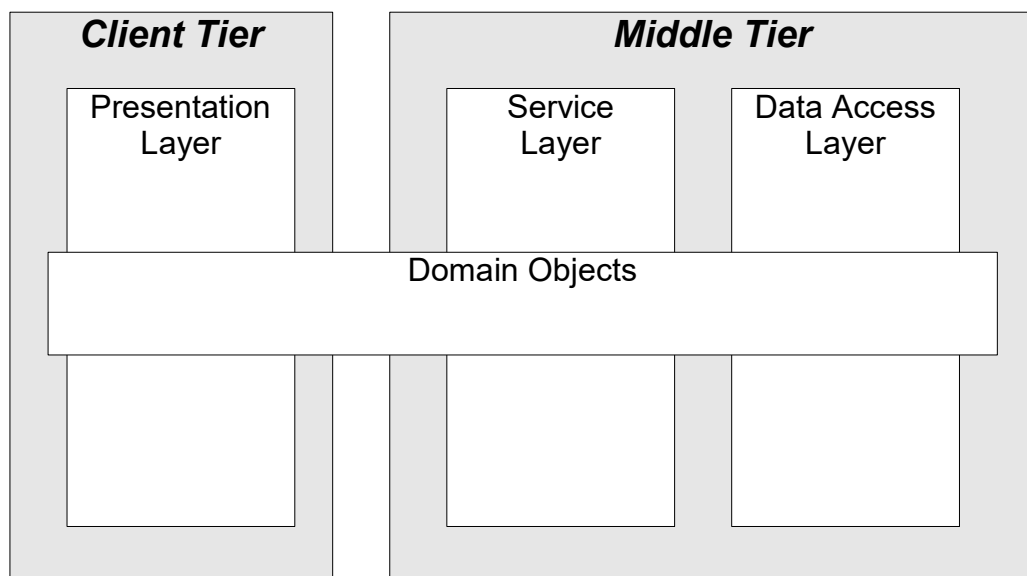 Client Tier
Middle Tier
Presentation
Layer
Service
Layer
Data Access
Layer
Domain Objects